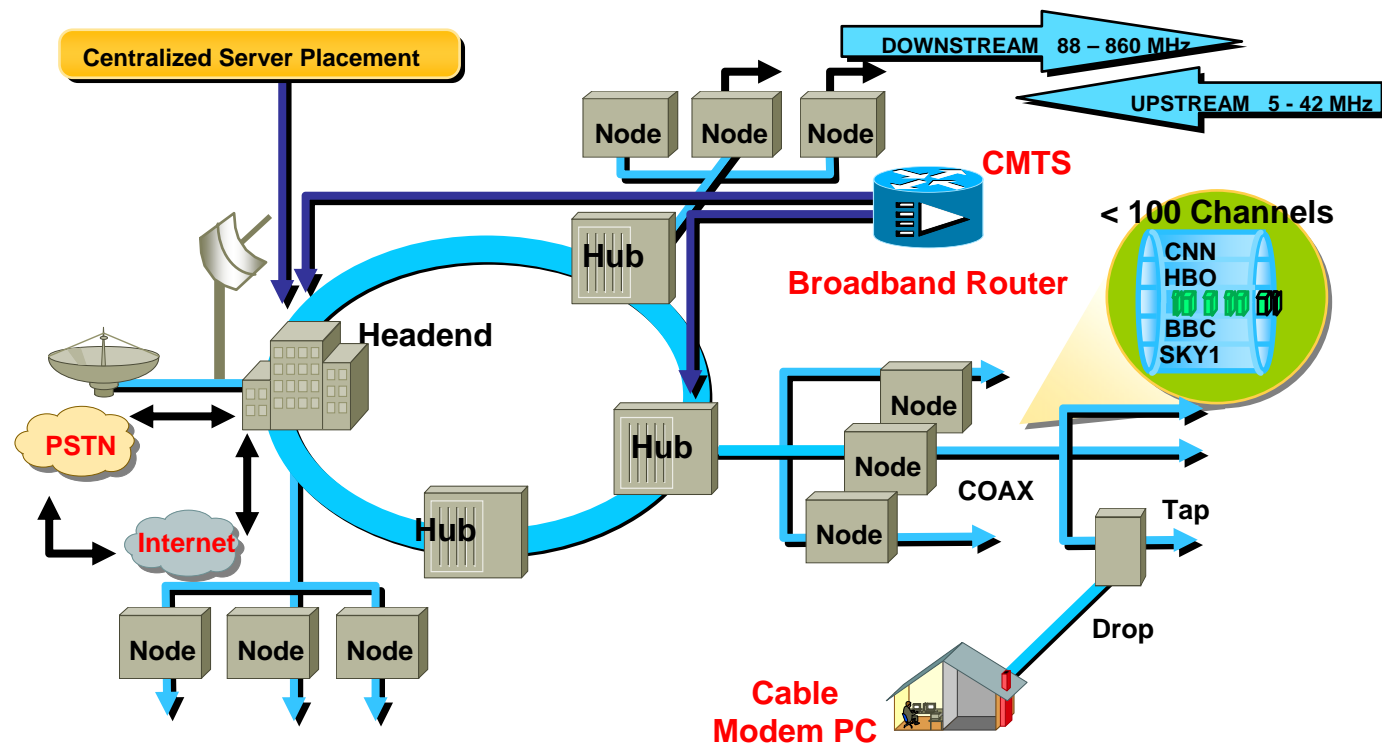 Centralized Server Placement
DOWNSTREAM 88 – 860 MHz
UPSTREAM 5 - 42 MHz
Node
Node
Node
CMTS
Broadband Router
< 100 Channels
CNN
HBO
BBC
SKY1
Hub
Headend
PSTN
Internet
Hub
Hub
Node
Node
Node
COAX
Tap
Drop
Node
Node
Node
Cable
Modem PC